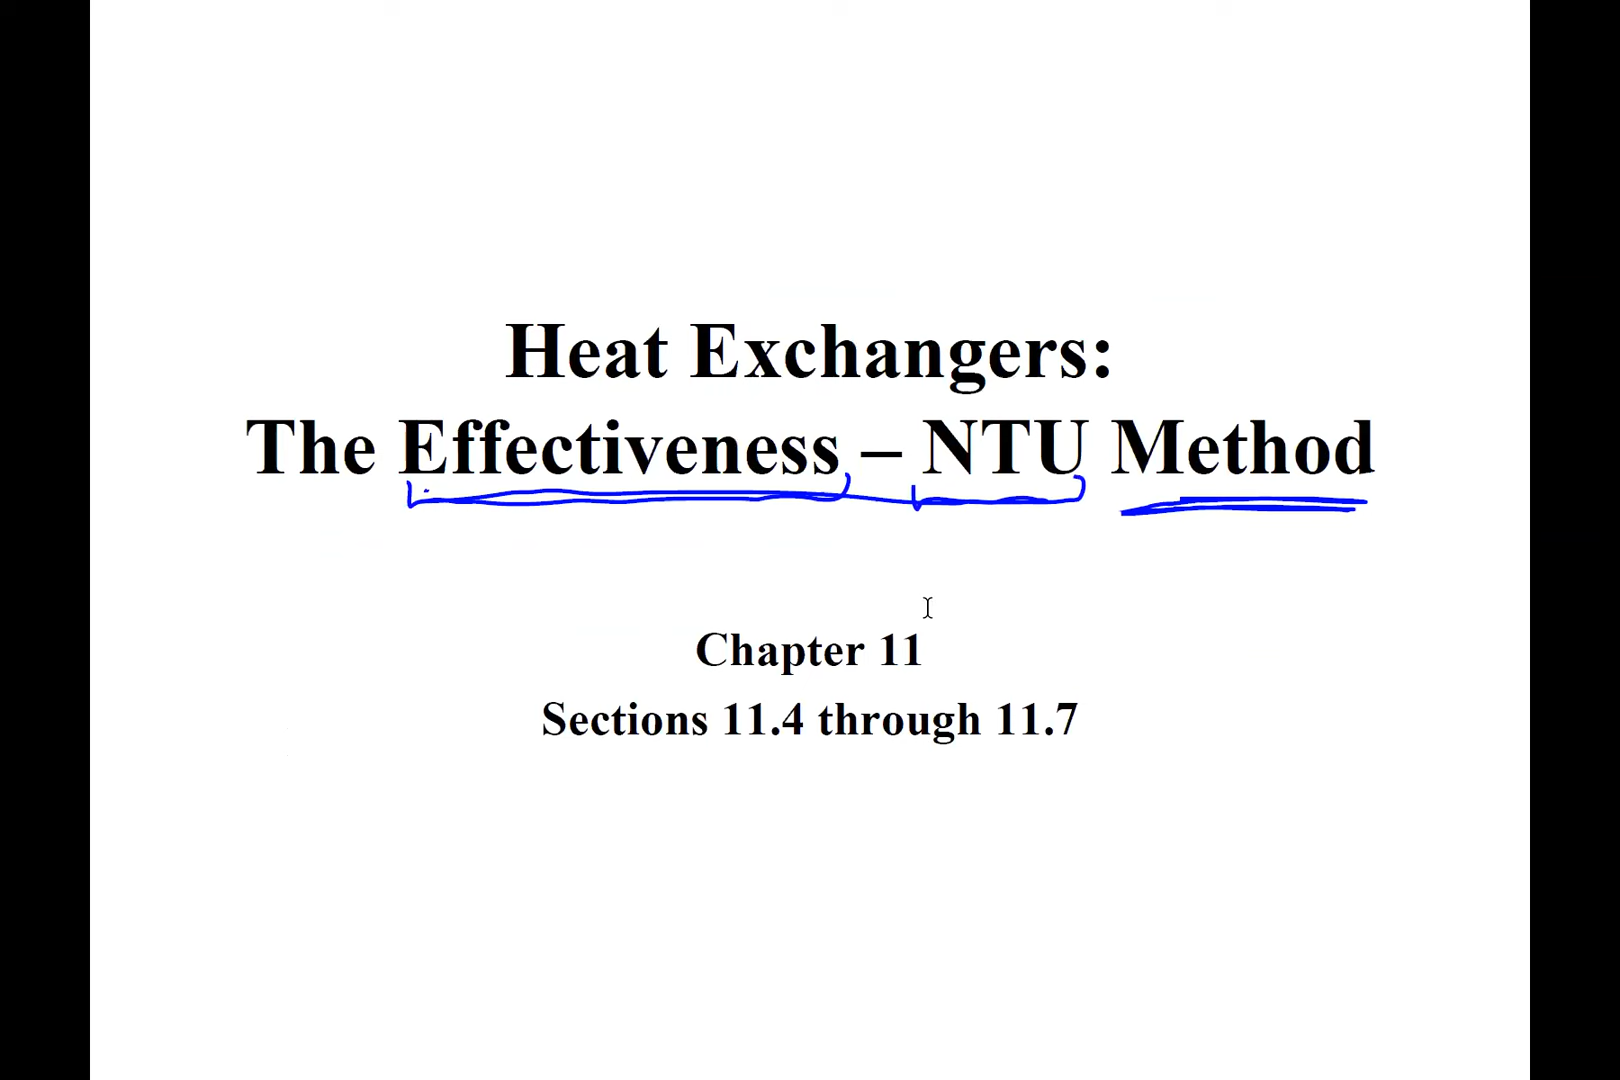 Heat Exchangers:
The Effectiveness – NTU Method
Chapter 11
Sections 11.4 through 11.7